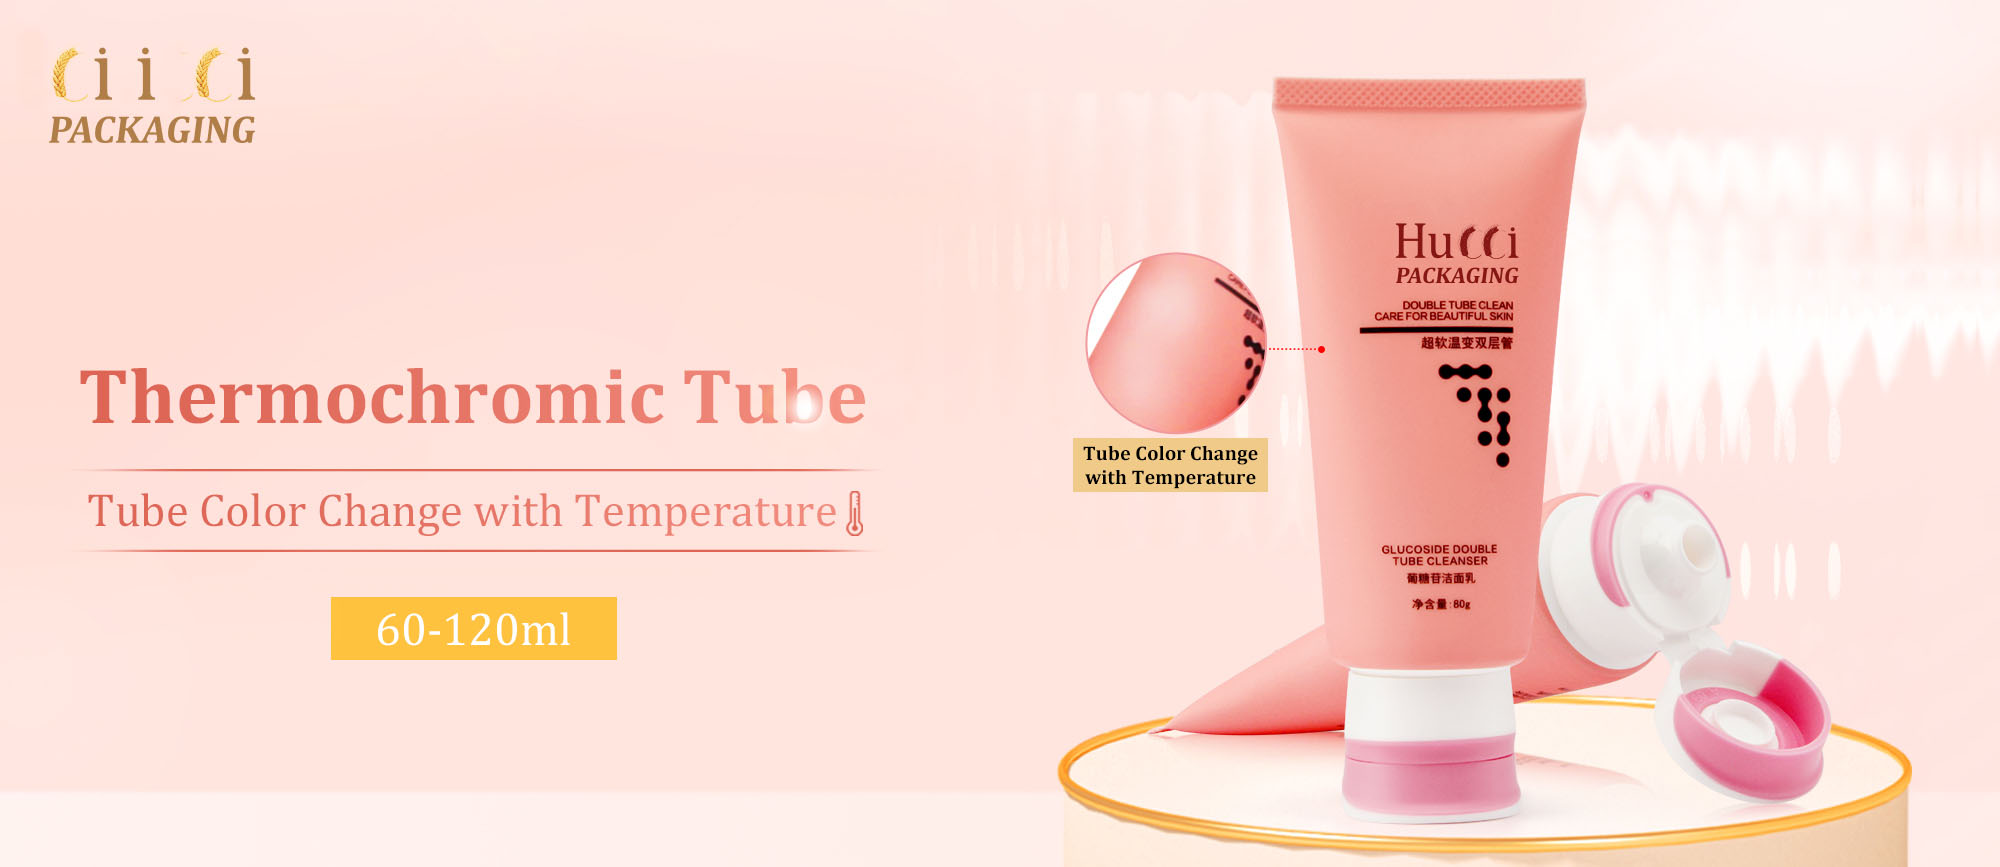 PACKAGING
Thermochromic Tube
Tube Color Change with Temperature
60-120ml
Tube Color Change
with Temperature
Hucci
PACKAGING
DOUBLE TUBE CLEAN
CARE FOR BEAUTIFUL SKIN
超软温变双层管
GLUCOSIDE DOUBLE
TUBE CLEANSER
葡糖苷洁面乳
净含量:80g